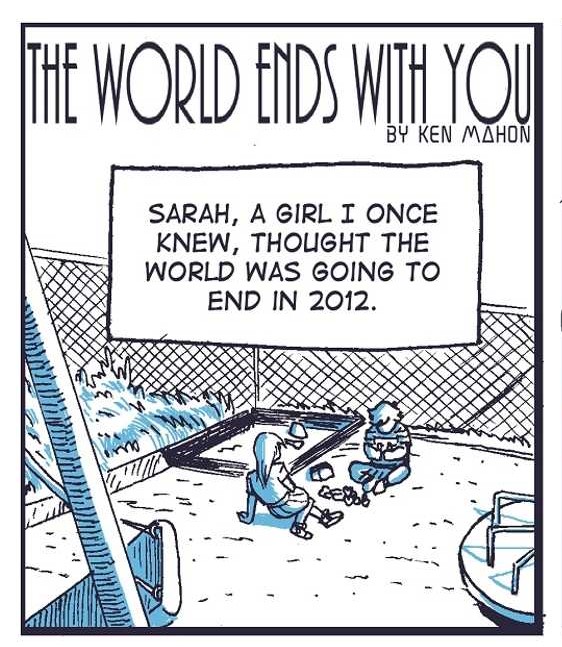 THE WORLD ENDS WITH YOU
BY KEN MAHON
SARAH, A GIRL I ONCE
KNEW, THOUGHT THE
WORLD WAS GOING TO
END IN 2012.